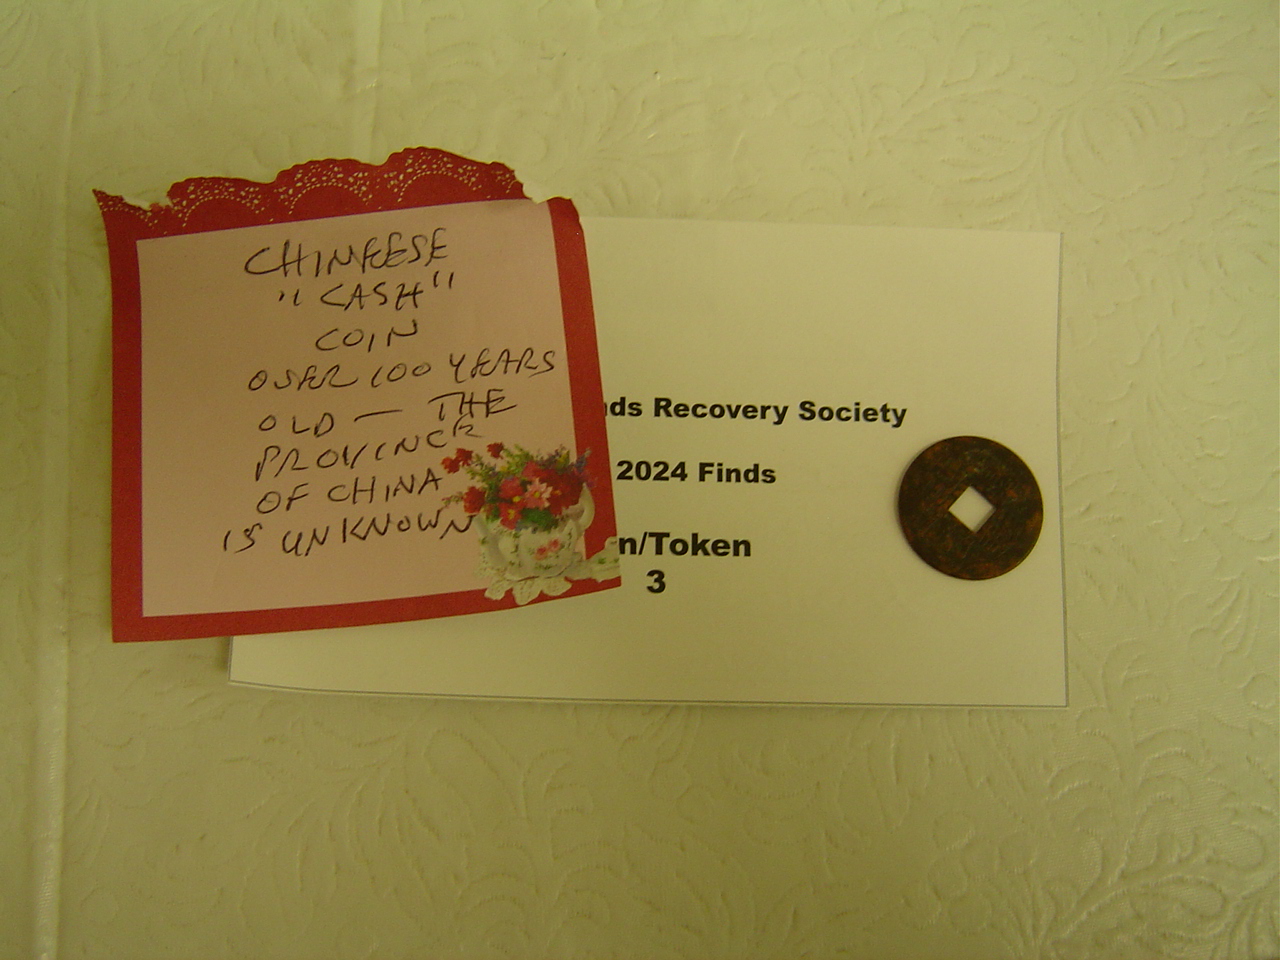 CHINEESE
"CASH"
COIN
OVER 100 YEARS
OLD — THE
PROVINCE
OF CHINA
IS UNKNOWN
nds Recovery Society
2024 Finds
n/Token
3